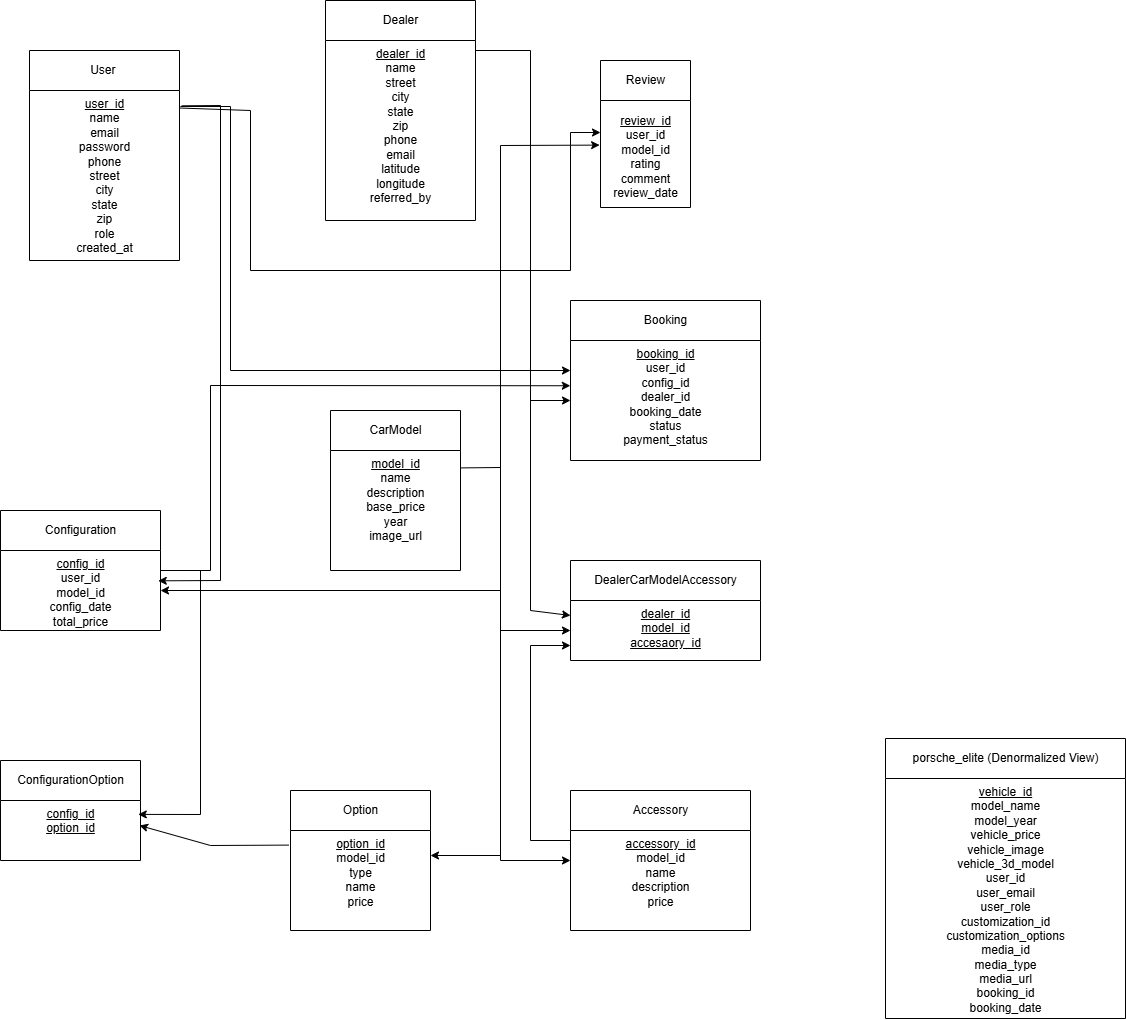 Dealer
dealer_id
name
street
city
state
zip
phone
email
latitude
longitude
referred_by
User
user_id
name
email
password
phone
street
city
state
zip
role
created_at
Review
review_id
user_id
model_id
rating
comment
review_date
Booking
booking_id
user_id
config_id
dealer_id
booking_date
status
payment_status
CarModel
model_id
name
description
base_price
year
image_url
Configuration
config_id
user_id
model_id
config_date
total_price
DealerCarModelAccessory
dealer_id
model_id
accesaory_id
ConfigurationOption
config_id
option_id
Option
option_id
model_id
type
name
price
Accessory
accessory_id
model_id
name
description
price
porsche_elite (Denormalized View)
vehicle_id
model_name
model_year
vehicle_price
vehicle_image
vehicle_3d_model
user_id
user_email
user_role
customization_id
customization_options
media_id
media_type
media_url
booking_id
booking_date